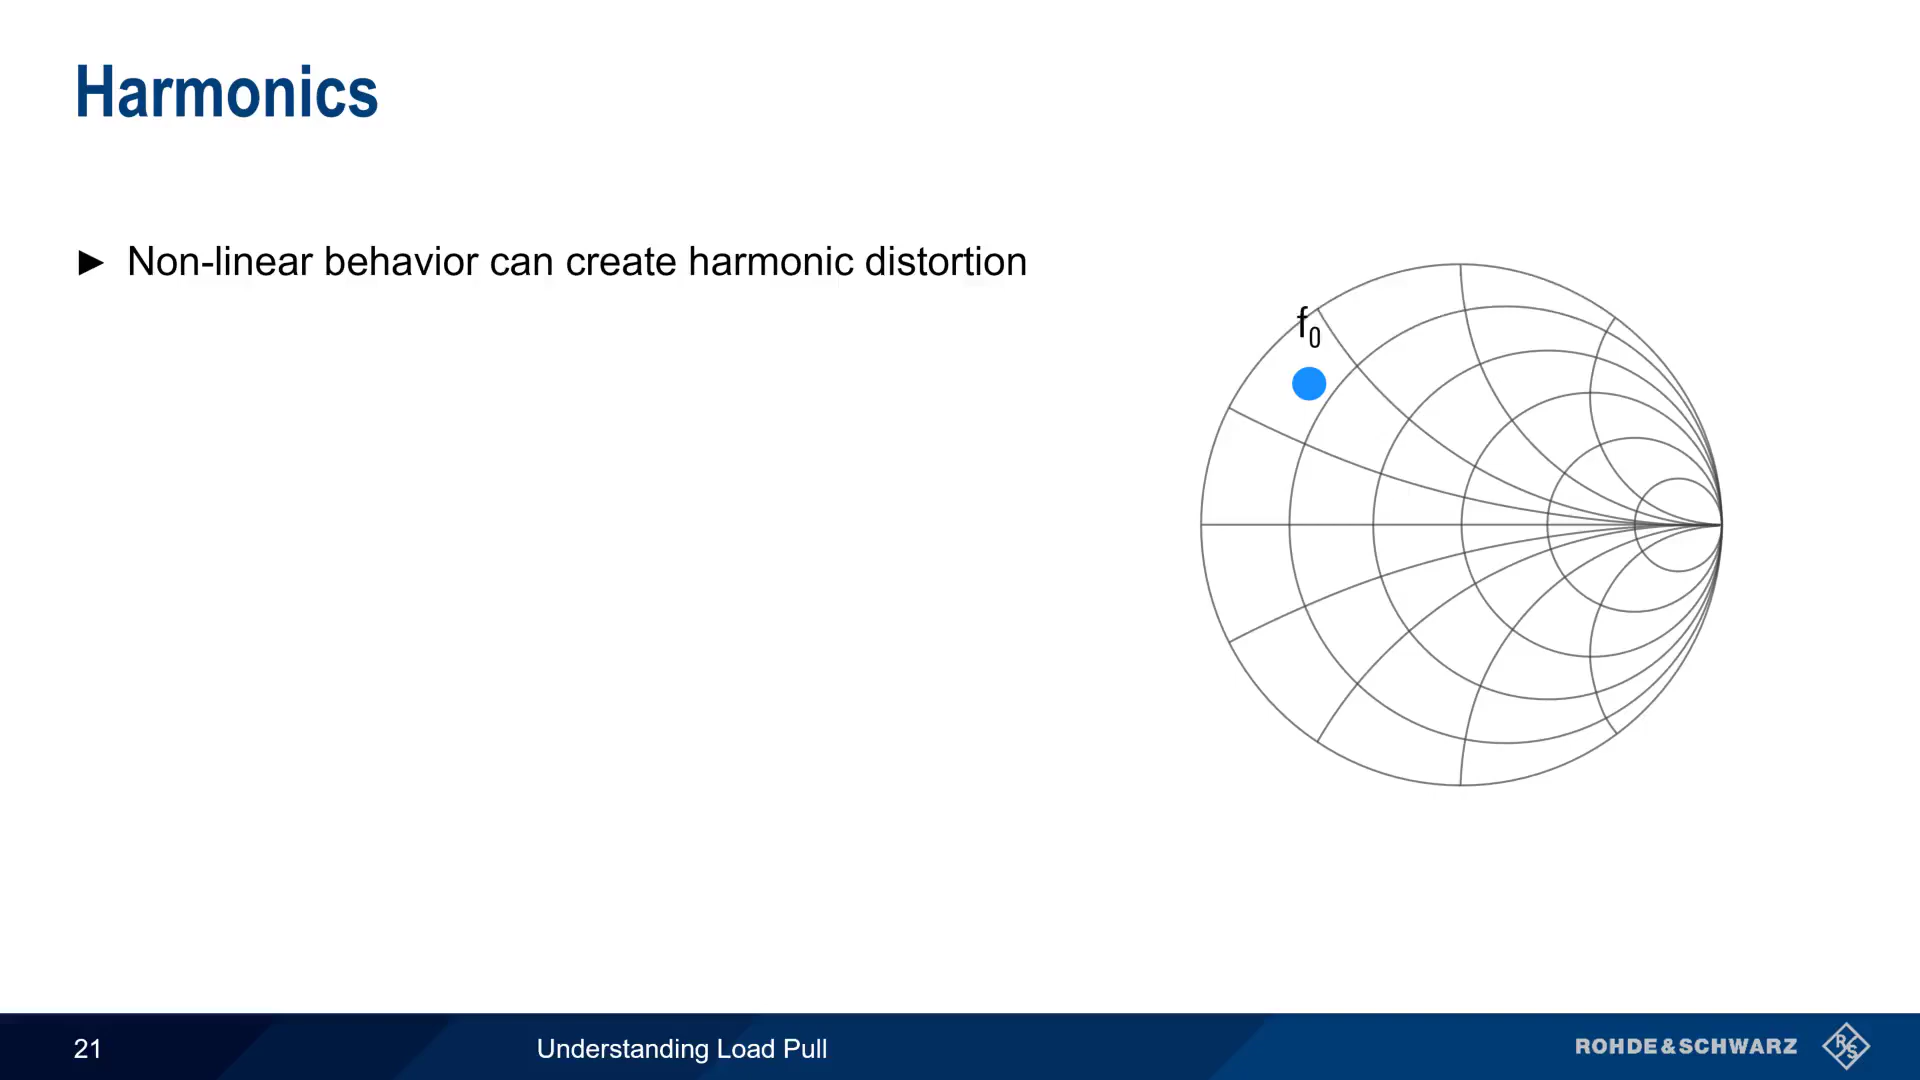 Harmonics
► Non-linear behavior can create harmonic distortion
f₀
21
Understanding Load Pull
ROHDE&SCHWARZ
R
S